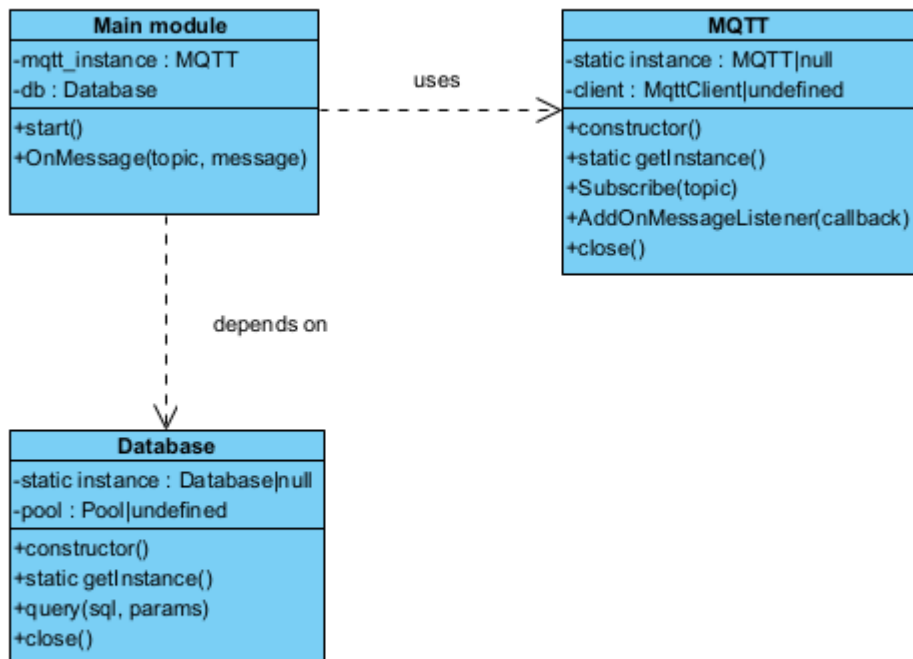 Main module
-mqtt_instance : MQTT
-db : Database
+start()
+OnMessage(topic, message)
uses
MQTT
-static instance : MQTT|null
-client : MqttClient|undefined
+constructor()
+static getInstance()
+Subscribe(topic)
+AddOnMessageListener(callback)
+close()
depends on
Database
-static instance : Database|null
-pool : Pool|undefined
+constructor()
+static getInstance()
+query(sql, params)
+close()